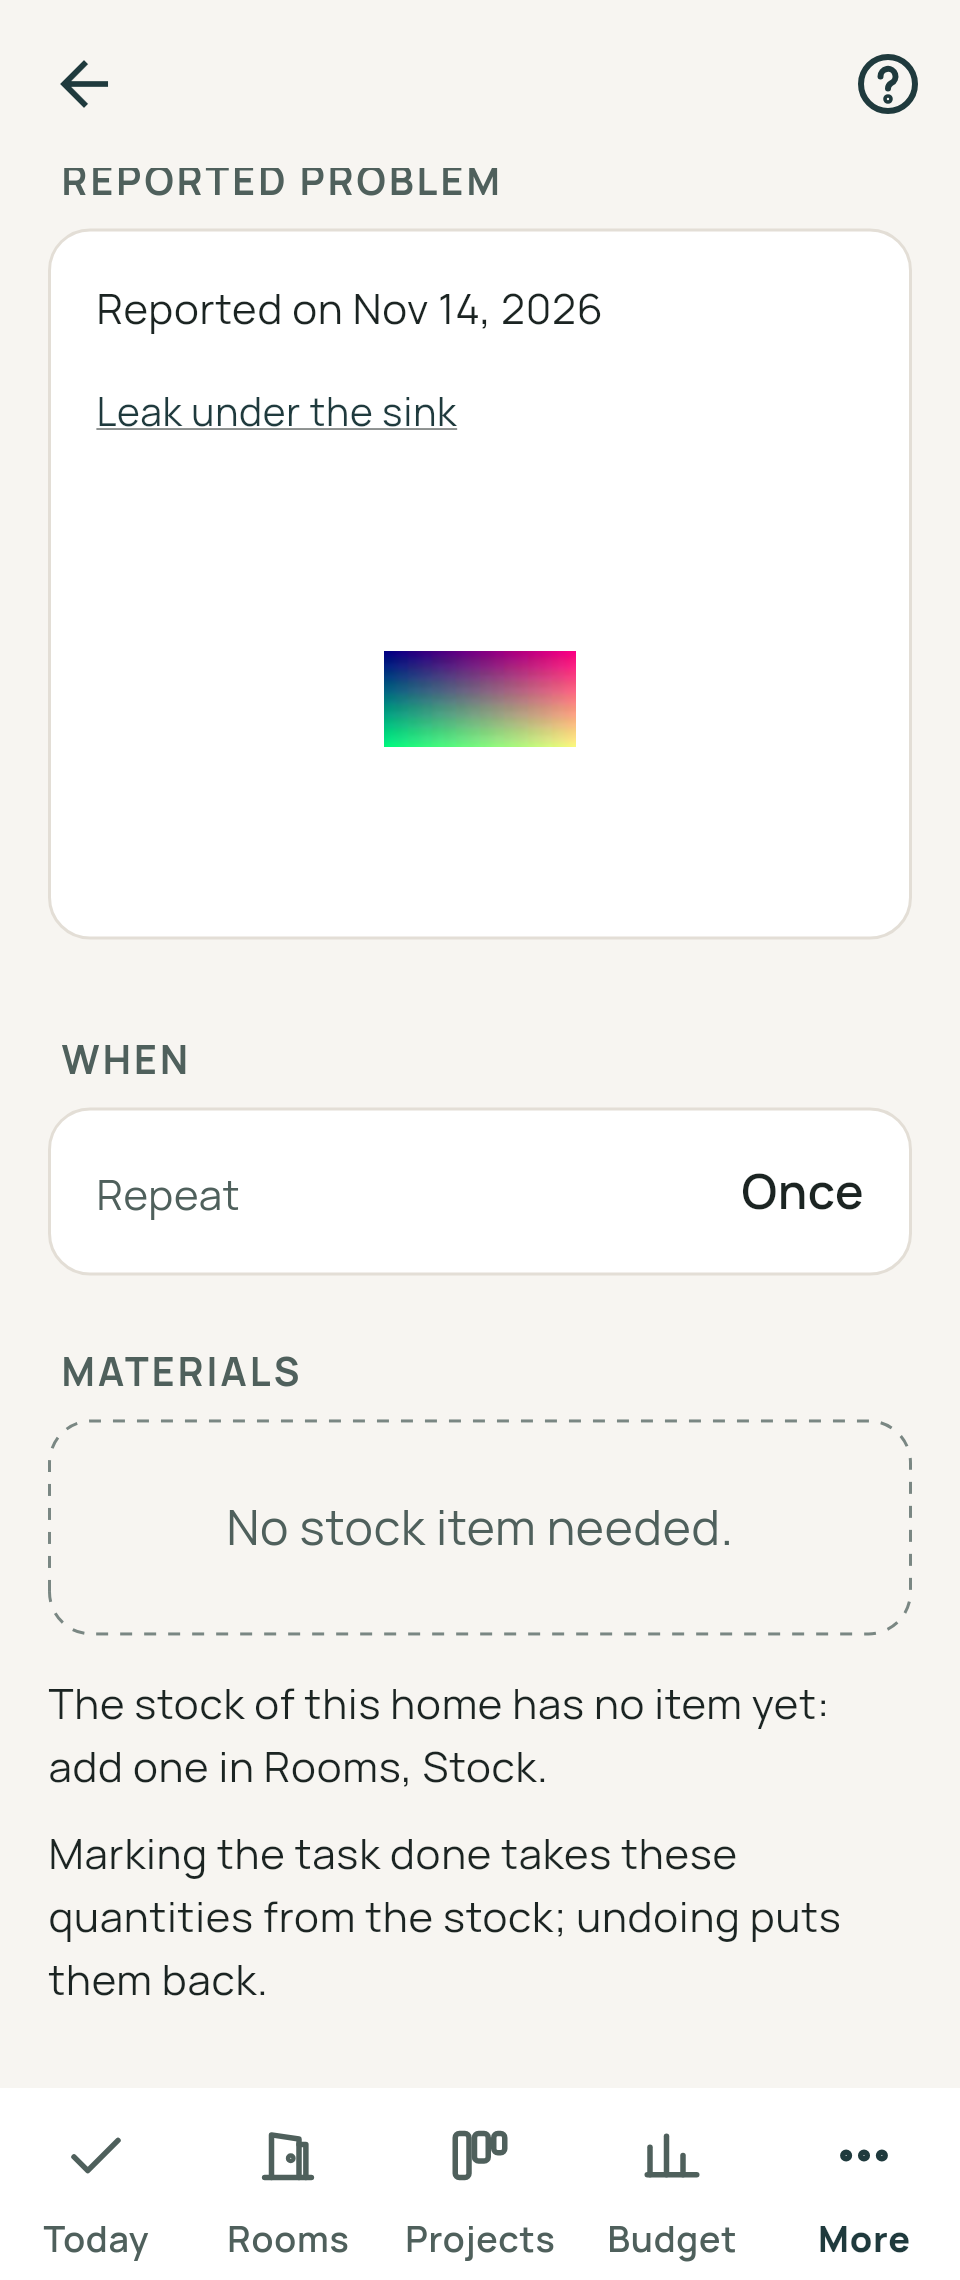 REPORTED PROBLEM
Reported on Nov 14, 2026
Leak under the sink
WHEN
Repeat
Once
MATERIALS
No stock item needed.
The stock of this home has no item yet:
add one in Rooms, Stock.
Marking the task done takes these
quantities from the stock; undoing puts
them back.
Today
Rooms
Projects
Budget
More